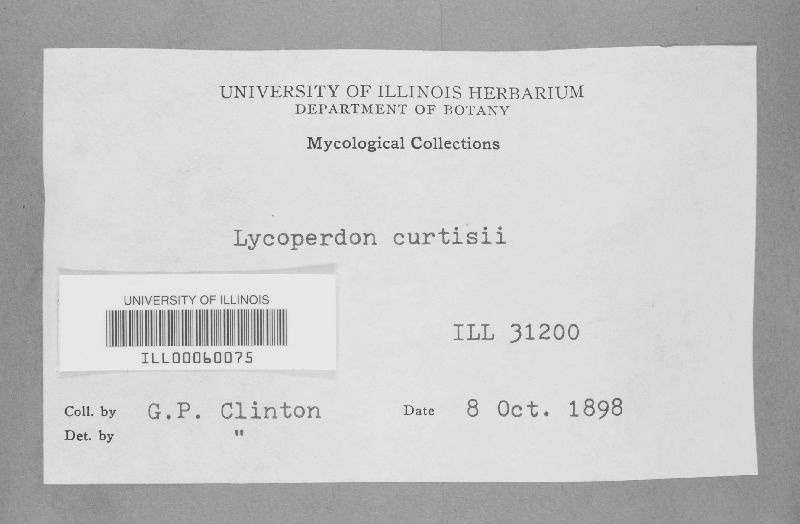 UNIVERSITY OF ILLINOIS HERBARIUM
DEPARTMENT OF BOTANY
Mycological Collections
Lycoperdon curtisii
UNIVERSITY OF ILLINOIS
ILL00060075
ILL 31200
Coll. by G.P. Clinton Date 8 Oct. 1898
Det. by "